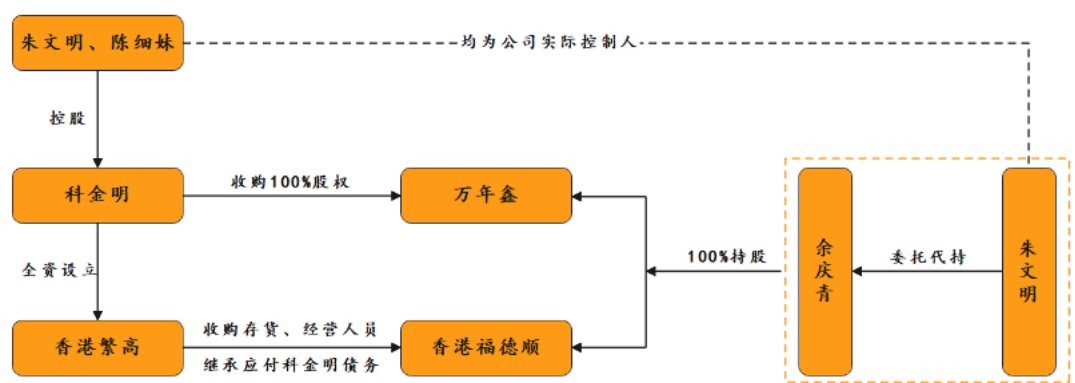 朱文明、陈细妹
均为公司实际控制人
控股
科金明
收购100%股权
万年鑫
余庆青
委托代持
朱文明
100%持股
全资设立
香港繁高
收购存货、经营人员
继承应付科金明债务
香港福德顺